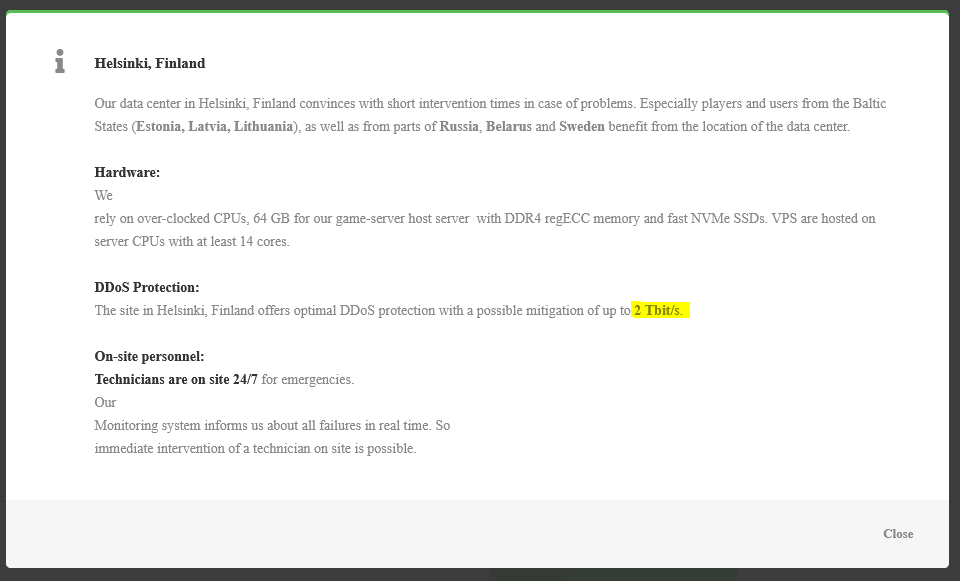 Helsinki, Finland
Our data center in Helsinki, Finland convinces with short intervention times in case of problems. Especially players and users from the Baltic
States (Estonia, Latvia, Lithuania), as well as from parts of Russia, Belarus and Sweden benefit from the location of the data center.
Hardware:
We
rely on over-clocked CPUs, 64 GB for our game-server host server with DDR4 regECC memory and fast NVMe SSDs. VPS are hosted on
server CPUs with at least 14 cores.
DDoS Protection:
The site in Helsinki, Finland offers optimal DDoS protection with a possible mitigation of up to 2 Tbit/s.
On-site personnel:
Technicians are on site 24/7 for emergencies.
Our
Monitoring system informs us about all failures in real time. So
immediate intervention of a technician on site is possible.
Close